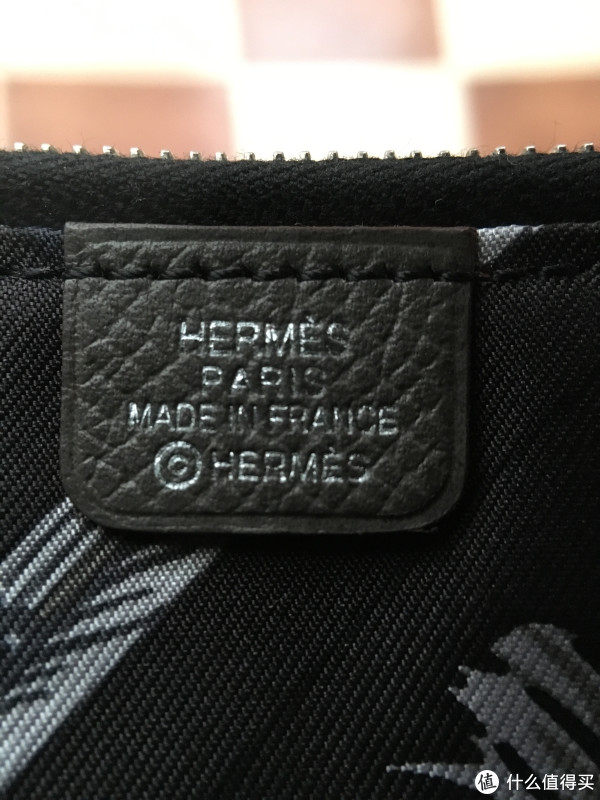 HERMÈS
PARIS
MADE IN FRANCE
©HERMÈS
值 什么值得买